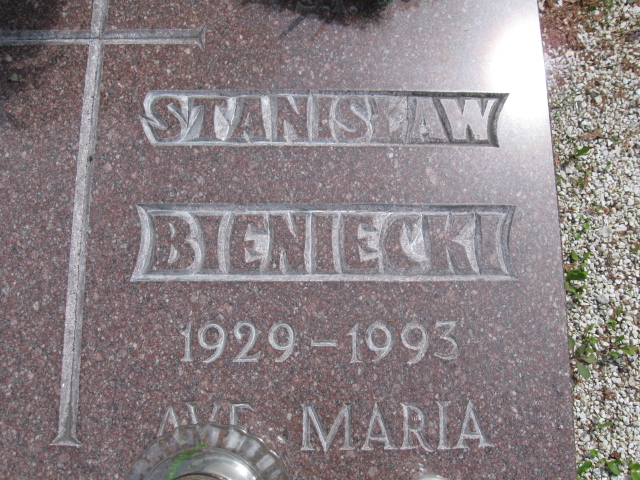 STANISŁAW
BIENIECKI
1929 – 1993
AVE MARIA